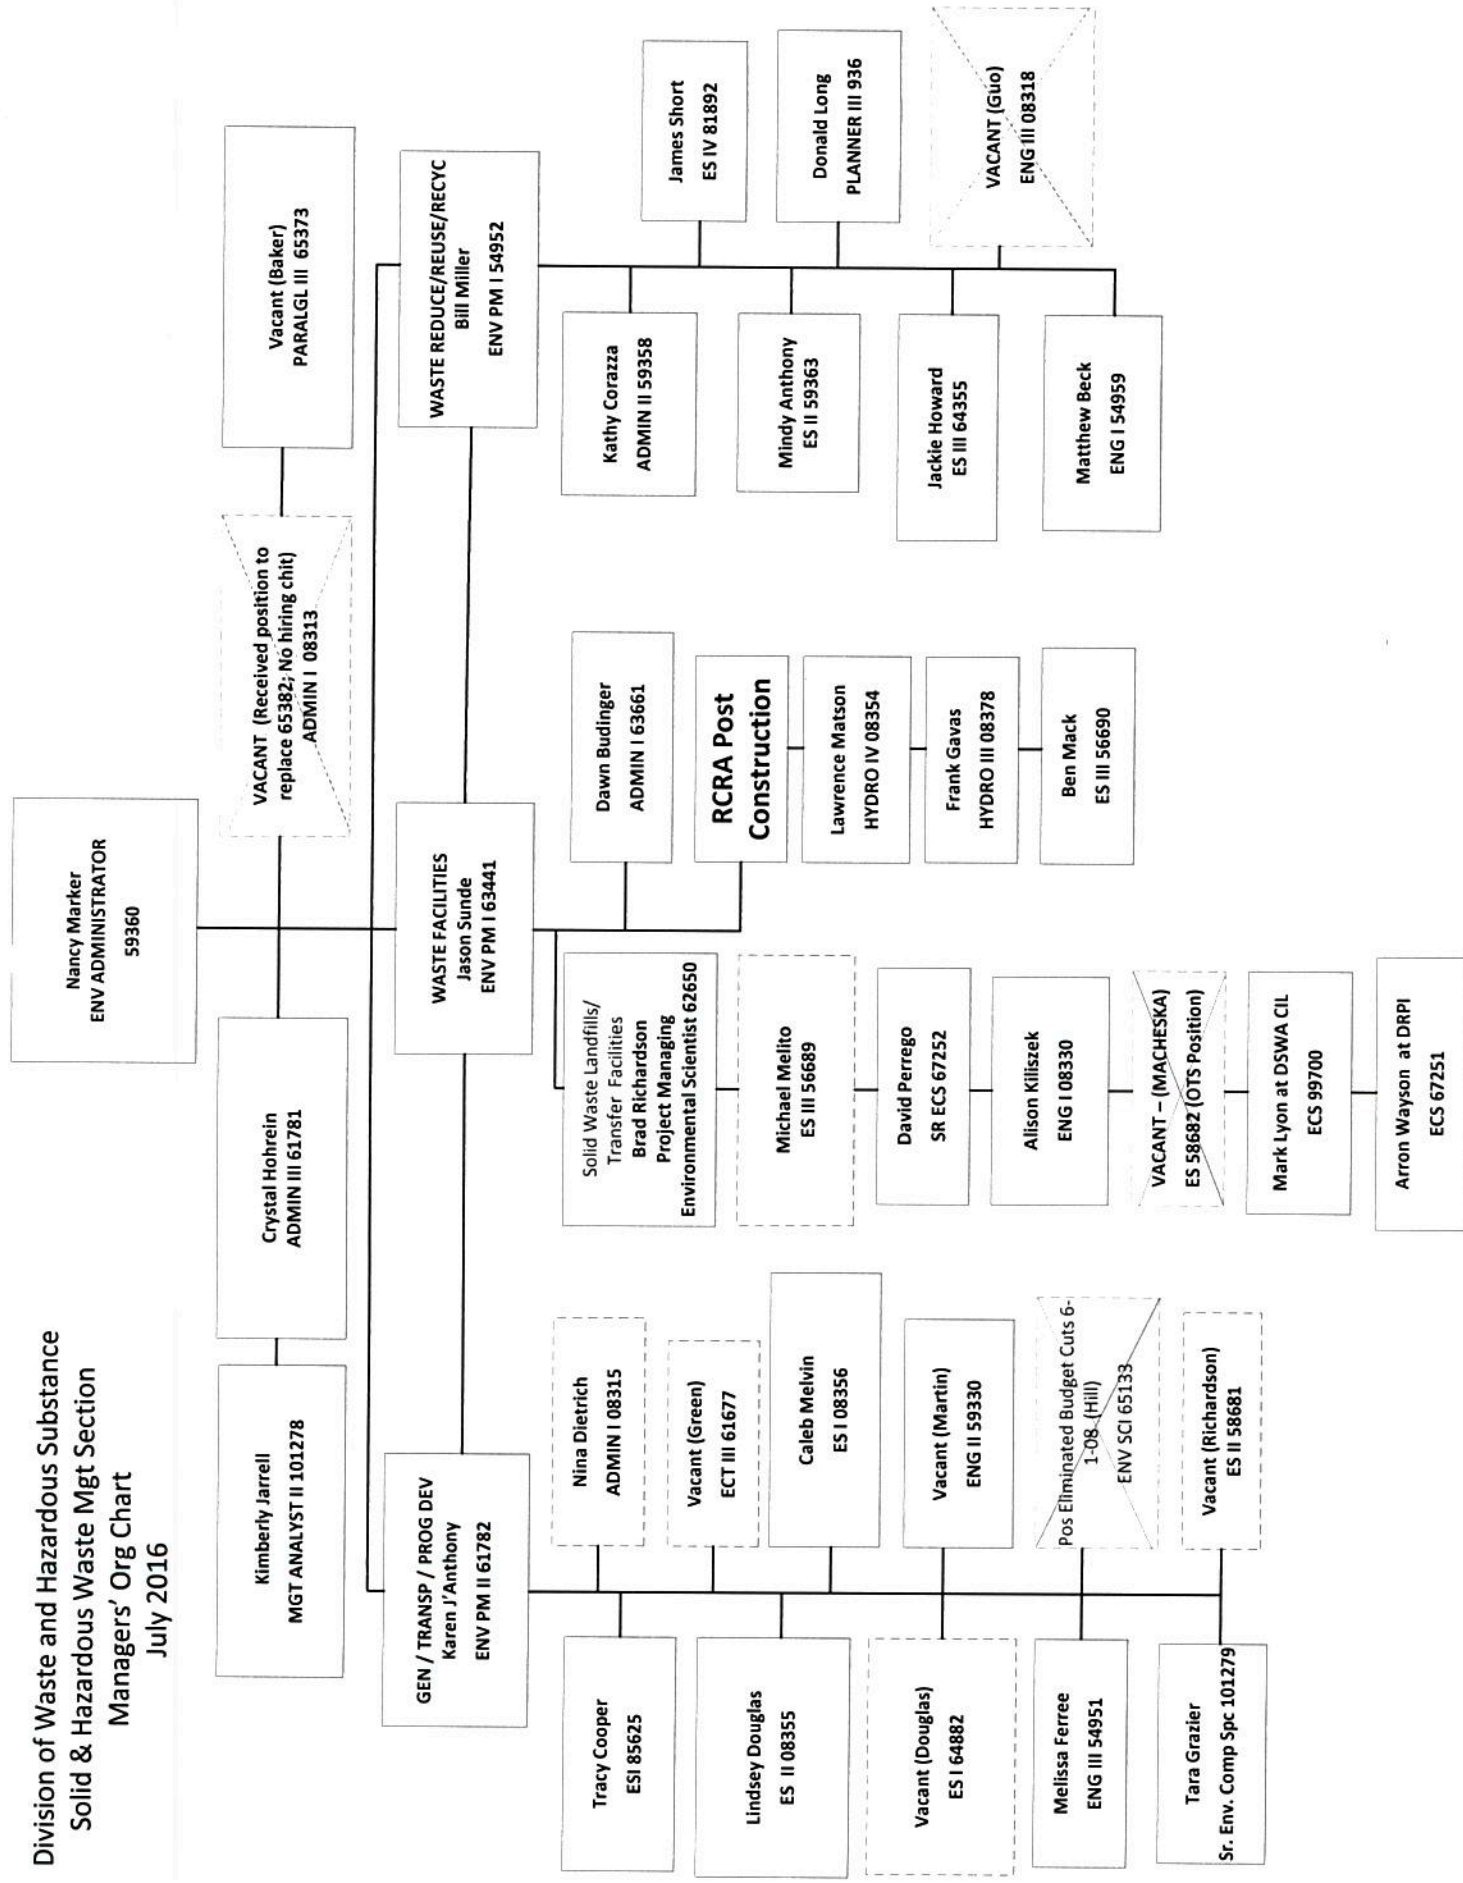 Division of Waste and Hazardous Substance
Solid & Hazardous Waste Mgt Section
Managers' Org Chart
July 2016
Nancy Marker
ENV ADMINISTRATOR
59360
Kimberly Jarrell
MGT ANALYST II 101278
Crystal Hohrein
ADMIN III 61781
VACANT (Received position to
replace 65382; No hiring chit)
ADMIN I 08313
Vacant (Baker)
PARALGL III 65373
GEN / TRANSP / PROG DEV
Karen J'Anthony
ENV PM II 61782
WASTE FACILITIES
Jason Sunde
ENV PM I 63441
WASTE REDUCE/REUSE/RECYC
Bill Miller
ENV PM I 54952
Tracy Cooper
ESI 85625
Lindsey Douglas
ES II 08355
Vacant (Douglas)
ES I 64882
Melissa Ferree
ENG III 54951
Tara Grazier
Sr. Env. Comp Spc 101279
Nina Dietrich
ADMIN I 08315
Vacant (Green)
ECT III 61677
Caleb Melvin
ES I 08356
Vacant (Martin)
ENG II 59330
Pos Eliminated Budget Cuts 6-
1-08 (Hill)
ENV SCI 65133
Vacant (Richardson)
ES II 58681
Solid Waste Landfills/
Transfer Facilities
Brad Richardson
Project Managing
Environmental Scientist 62650
Michael Melito
ES III 56689
David Perrego
SR ECS 67252
Alison Kiliszek
ENG I 08330
VACANT – (MACHESKA)
ES 58682 (OTS Position)
Mark Lyon at DSWA CIL
ECS 99700
Arron Wayson at DRPI
ECS 67251
Dawn Budinger
ADMIN I 63661
RCRA Post
Construction
Lawrence Matson
HYDRO IV 08354
Frank Gavas
HYDRO III 08378
Ben Mack
ES III 56690
Kathy Corazza
ADMIN II 59358
Mindy Anthony
ES II 59363
Jackie Howard
ES III 64355
Matthew Beck
ENG I 54959
James Short
ES IV 81892
Donald Long
PLANNER III 936
VACANT (Guo)
ENG III 08318